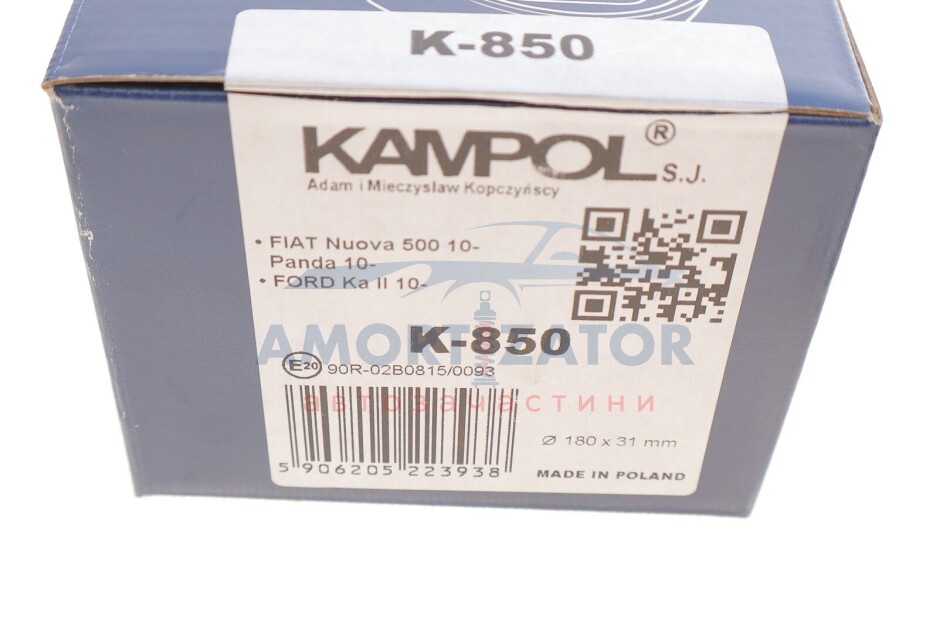 K-850
KAMPOL® S.J.
Adam i Mieczysław Kopczyńscy
• FIAT Nuova 500 10-
Panda 10-
• FORD Ka II 10-
K-850
AMORTIZATOR
E20 90R-02B0815/0093
автозапчастини
Ø 180 x 31 mm
5 906205 223938
MADE IN POLAND